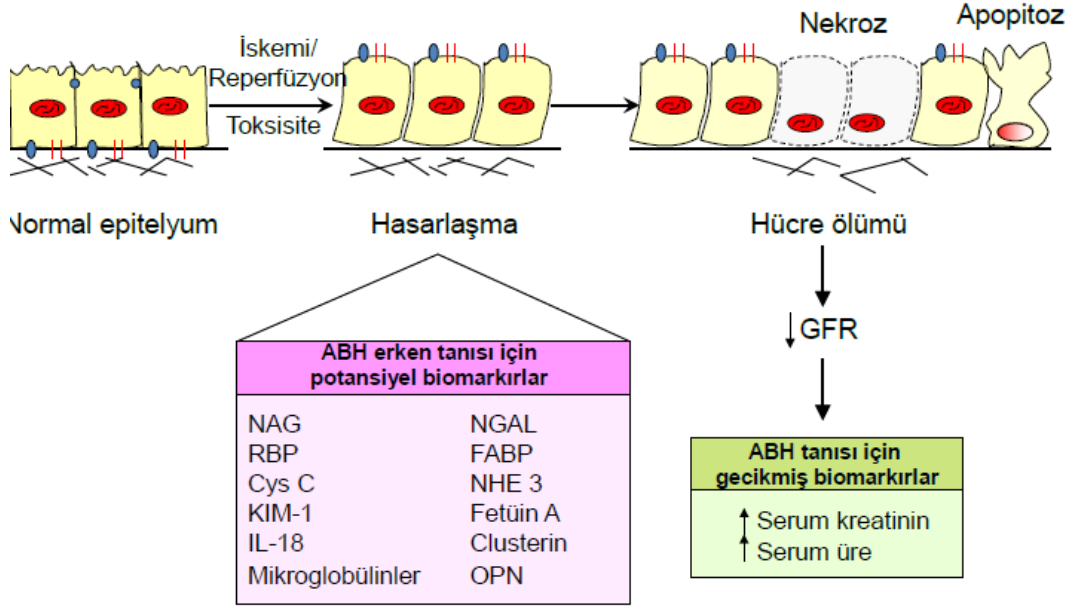 Nekroz
Apopitoz
İskemi/
Reperfüzyon
Toksisite
Normal epitelyum
Hasarlaşma
Hücre ölümü
↓ GFR
ABH erken tanısı için
potansiyel biomarkırlar
NAG
NGAL
RBP
FABP
Cys C
NHE 3
KIM-1
Fetüin A
IL-18
Clusterin
Mikroglobülinler
OPN
ABH tanısı için
gecikmiş biomarkırlar
↑ Serum kreatinin
↑ Serum üre